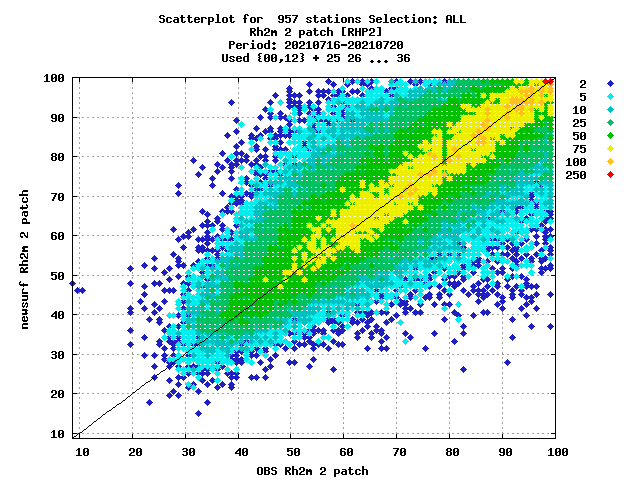 Scatterplot for 957 stations Selection: ALL
Rh2m 2 patch [RHP2]
Period: 20210716-20210720
Used {00,12} + 25 26 ... 36
100
90
80
70
60
50
40
30
20
10
newsurf Rh2m 2 patch
10 20 30 40 50 60 70 80 90 100
OBS Rh2m 2 patch
2
5
10
25
50
75
100
250